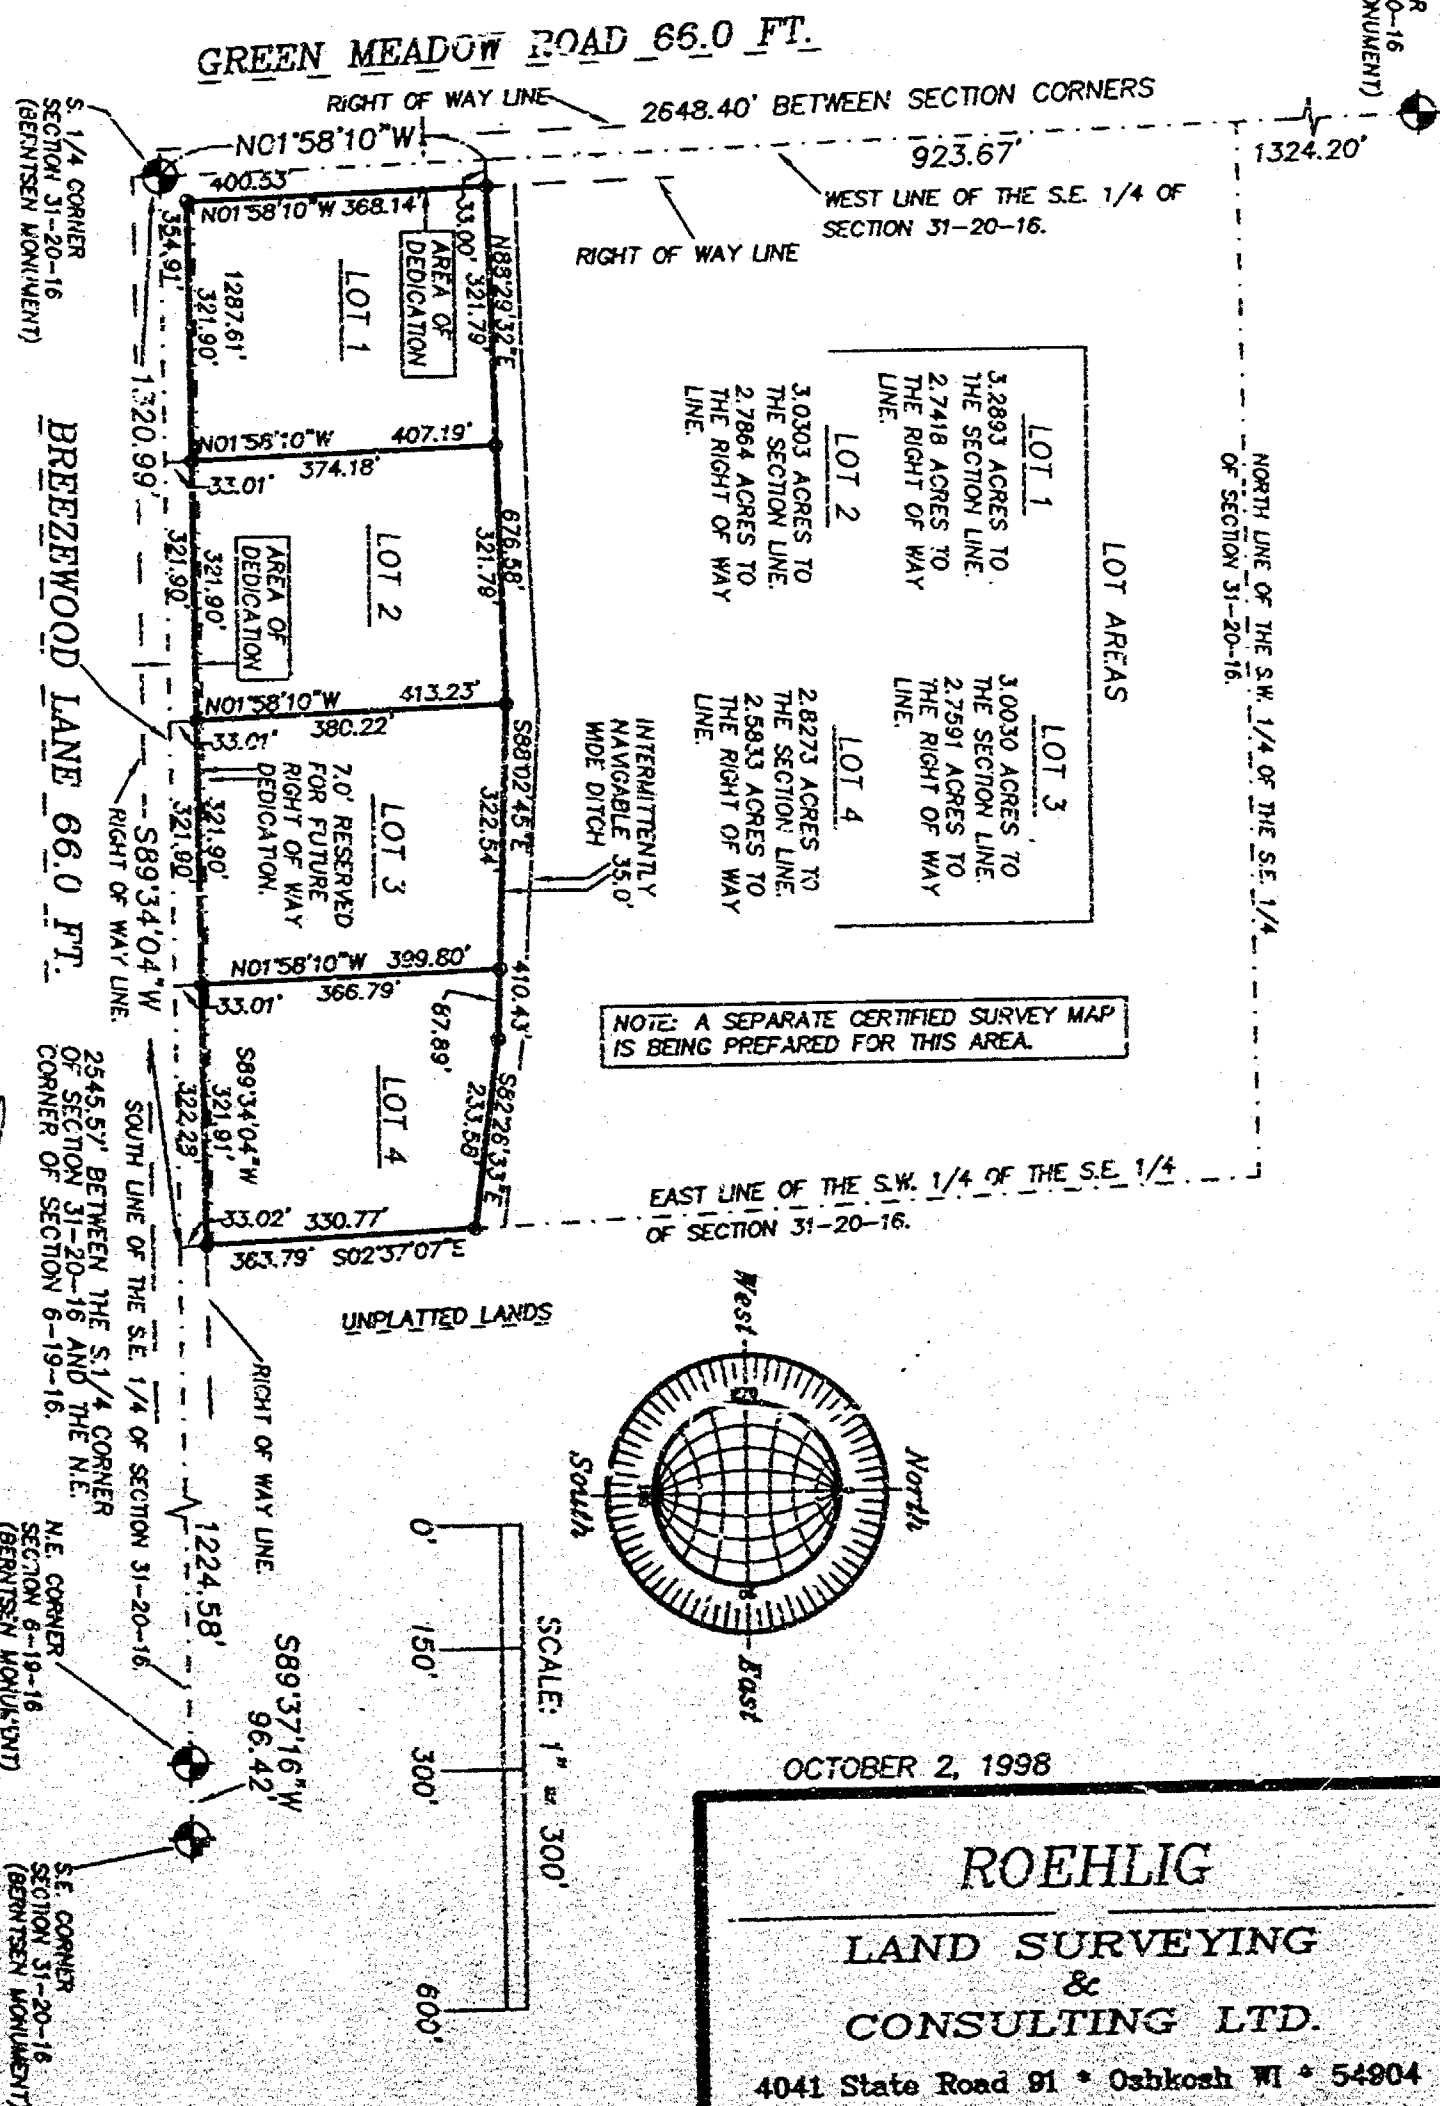 GREEN MEADOW ROAD 66.0 FT.
RIGHT OF WAY LINE
2648.40' BETWEEN SECTION CORNERS
0-16
N01°58'10"W
400.53'
923.67'
1324.20'
WEST LINE OF THE S.E. 1/4 OF
SECTION 31-20-16.
RIGHT OF WAY LINE
S. 1/4 CORNER
SECTION 31-20-16
(BERNTSEN MONUMENT)
N01°58'10"W 368.14'
33.00'
354.91'
1287.61'
321.90'
LOT 1
AREA OF
DEDICATION
N88°29'32"E
321.79'
N01°58'10"W 407.19'
374.18'
33.01'
321.90'
321.90'
LOT 2
AREA OF
DEDICATION
676.58'
321.79'
N01°58'10"W 413.23'
380.22'
33.01'
321.90'
321.90'
7.0' RESERVED
FOR FUTURE
RIGHT OF WAY
DEDICATION.
LOT 3
S88°02'45"E
322.54'
INTERMITTENTLY
NAVIGABLE 35.0'
WIDE DITCH
N01°58'10"W 399.80'
366.79'
33.01'
410.43'
87.89'
LOT 4
S82°26'33"E
233.56'
S89°34'04"W
321.91'
322.23'
33.02' 330.77'
363.79' S02°37'07"E
1320.99'
S89°34'04"W
BREEZEWOOD LANE 66.0 FT.
RIGHT OF WAY LINE.
LOT AREAS
LOT 1
3.2893 ACRES TO
THE SECTION LINE.
2.7418 ACRES TO
THE RIGHT OF WAY
LINE.
LOT 2
3.0303 ACRES TO
THE SECTION LINE.
2.7864 ACRES TO
THE RIGHT OF WAY
LINE.
LOT 3
3.0030 ACRES TO
THE SECTION LINE.
2.7591 ACRES TO
THE RIGHT OF WAY
LINE.
LOT 4
2.8273 ACRES TO
THE SECTION LINE.
2.5833 ACRES TO
THE RIGHT OF WAY
LINE.
NORTH LINE OF THE S.W. 1/4 OF THE S.E. 1/4
OF SECTION 31-20-16.
NOTE: A SEPARATE CERTIFIED SURVEY MAP
IS BEING PREPARED FOR THIS AREA.
EAST LINE OF THE S.W. 1/4 OF THE S.E. 1/4
OF SECTION 31-20-16.
UNPLATTED LANDS
SOUTH LINE OF THE S.E. 1/4 OF SECTION 31-20-16.
2545.57' BETWEEN THE S.1/4 CORNER
OF SECTION 31-20-16 AND THE N.E.
CORNER OF SECTION 6-19-16.
RIGHT OF WAY LINE.
1224.58'
S89°37'16"W
96.42'
N.E. CORNER
SECTION 6-19-16
(BERNTSEN MONUMENT)
S.E. CORNER
SECTION 31-20-16
(BERNTSEN MONUMENT)
West
North
South
East
SCALE: 1" = 300'
0' 150' 300' 600'
OCTOBER 2, 1998
ROEHLIG
LAND SURVEYING
&
CONSULTING LTD.
4041 State Road 91 * Oshkosh WI * 54904